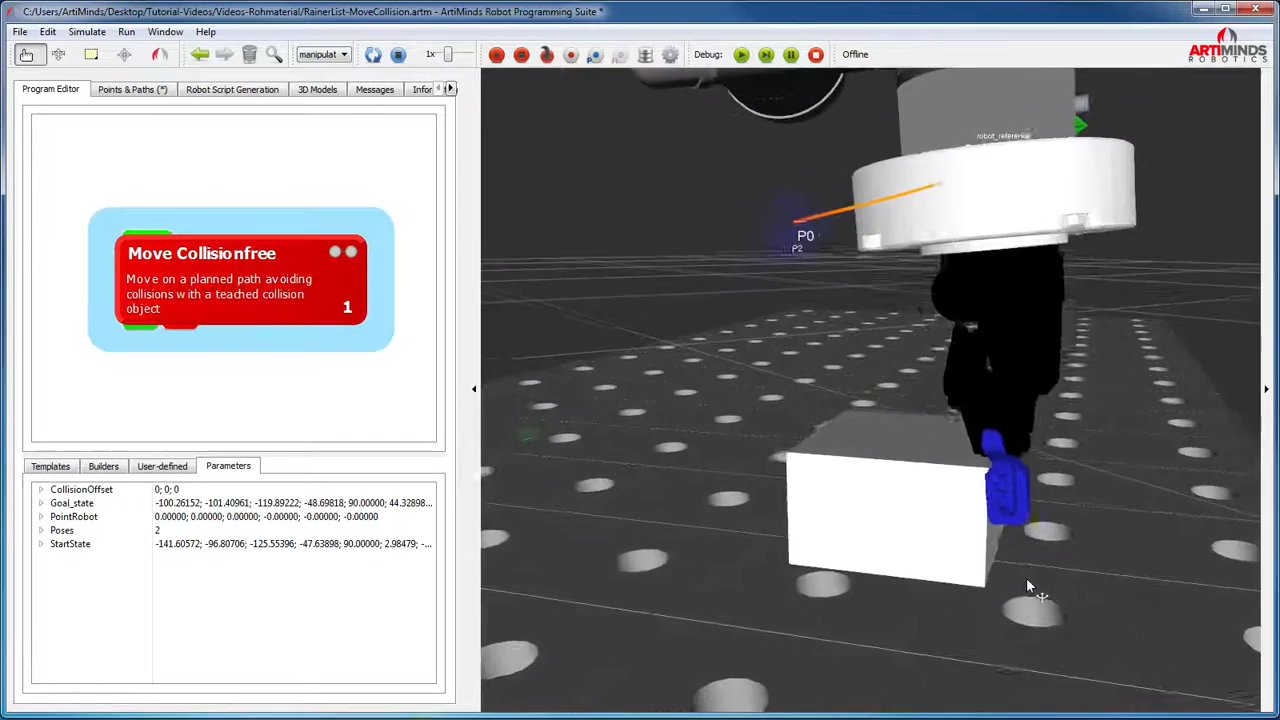 C:/Users/ArtiMinds/Desktop/Tutorial-Videos/Videos-Rohmaterial/RainerList-MoveCollision.artm - ArtiMinds Robot Programming Suite *
File Edit Simulate Run Window Help
manipulat 1x Debug: Offline
ARTIMINDS
ROBOTICS
Program Editor Points & Paths (*) Robot Script Generation 3D Models Messages Infor
Move Collisionfree
Move on a planned path avoiding
collisions with a teached collision
object
1
Templates Builders User-defined Parameters
CollisionOffset 0; 0; 0
Goal_state -100.26152; -101.40961; -119.89222; -48.69818; 90.00000; 44.32898...
PointRobot 0.00000; 0.00000; 0.00000; -0.00000; -0.00000; -0.00000
Poses 2
StartState -141.60572; -96.80706; -125.55396; -47.63898; 90.00000; 2.98479; -...
robot_referen
P0
P2